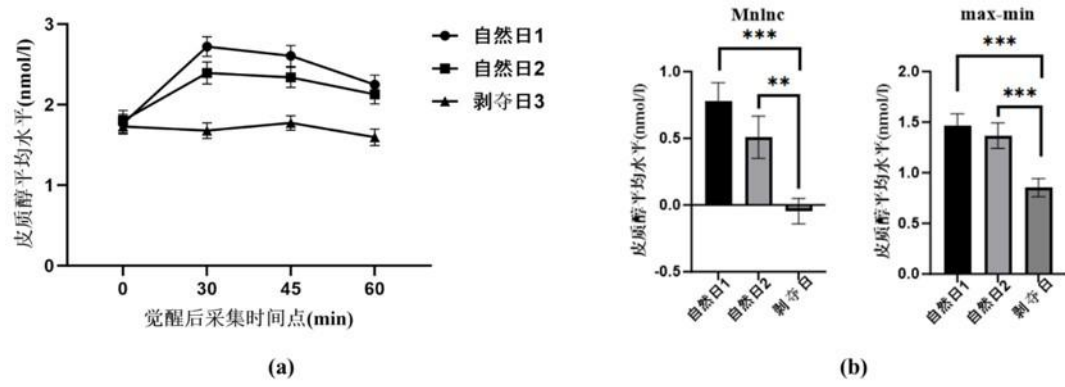 皮质醇平均水平(nmol/l)
3
2
1
0
0 30 45 60
觉醒后采集时间点(min)
自然日1
自然日2
剥夺日3
(a)
MnInc
***
**
皮质醇平均水平(nmol/l)
1.0
0.5
0.0
-0.5
自然日1
自然日2
剥夺日
max-min
***
***
皮质醇平均水平(nmol/l)
2.0
1.5
1.0
0.5
0.0
自然日1
自然日2
剥夺日
(b)